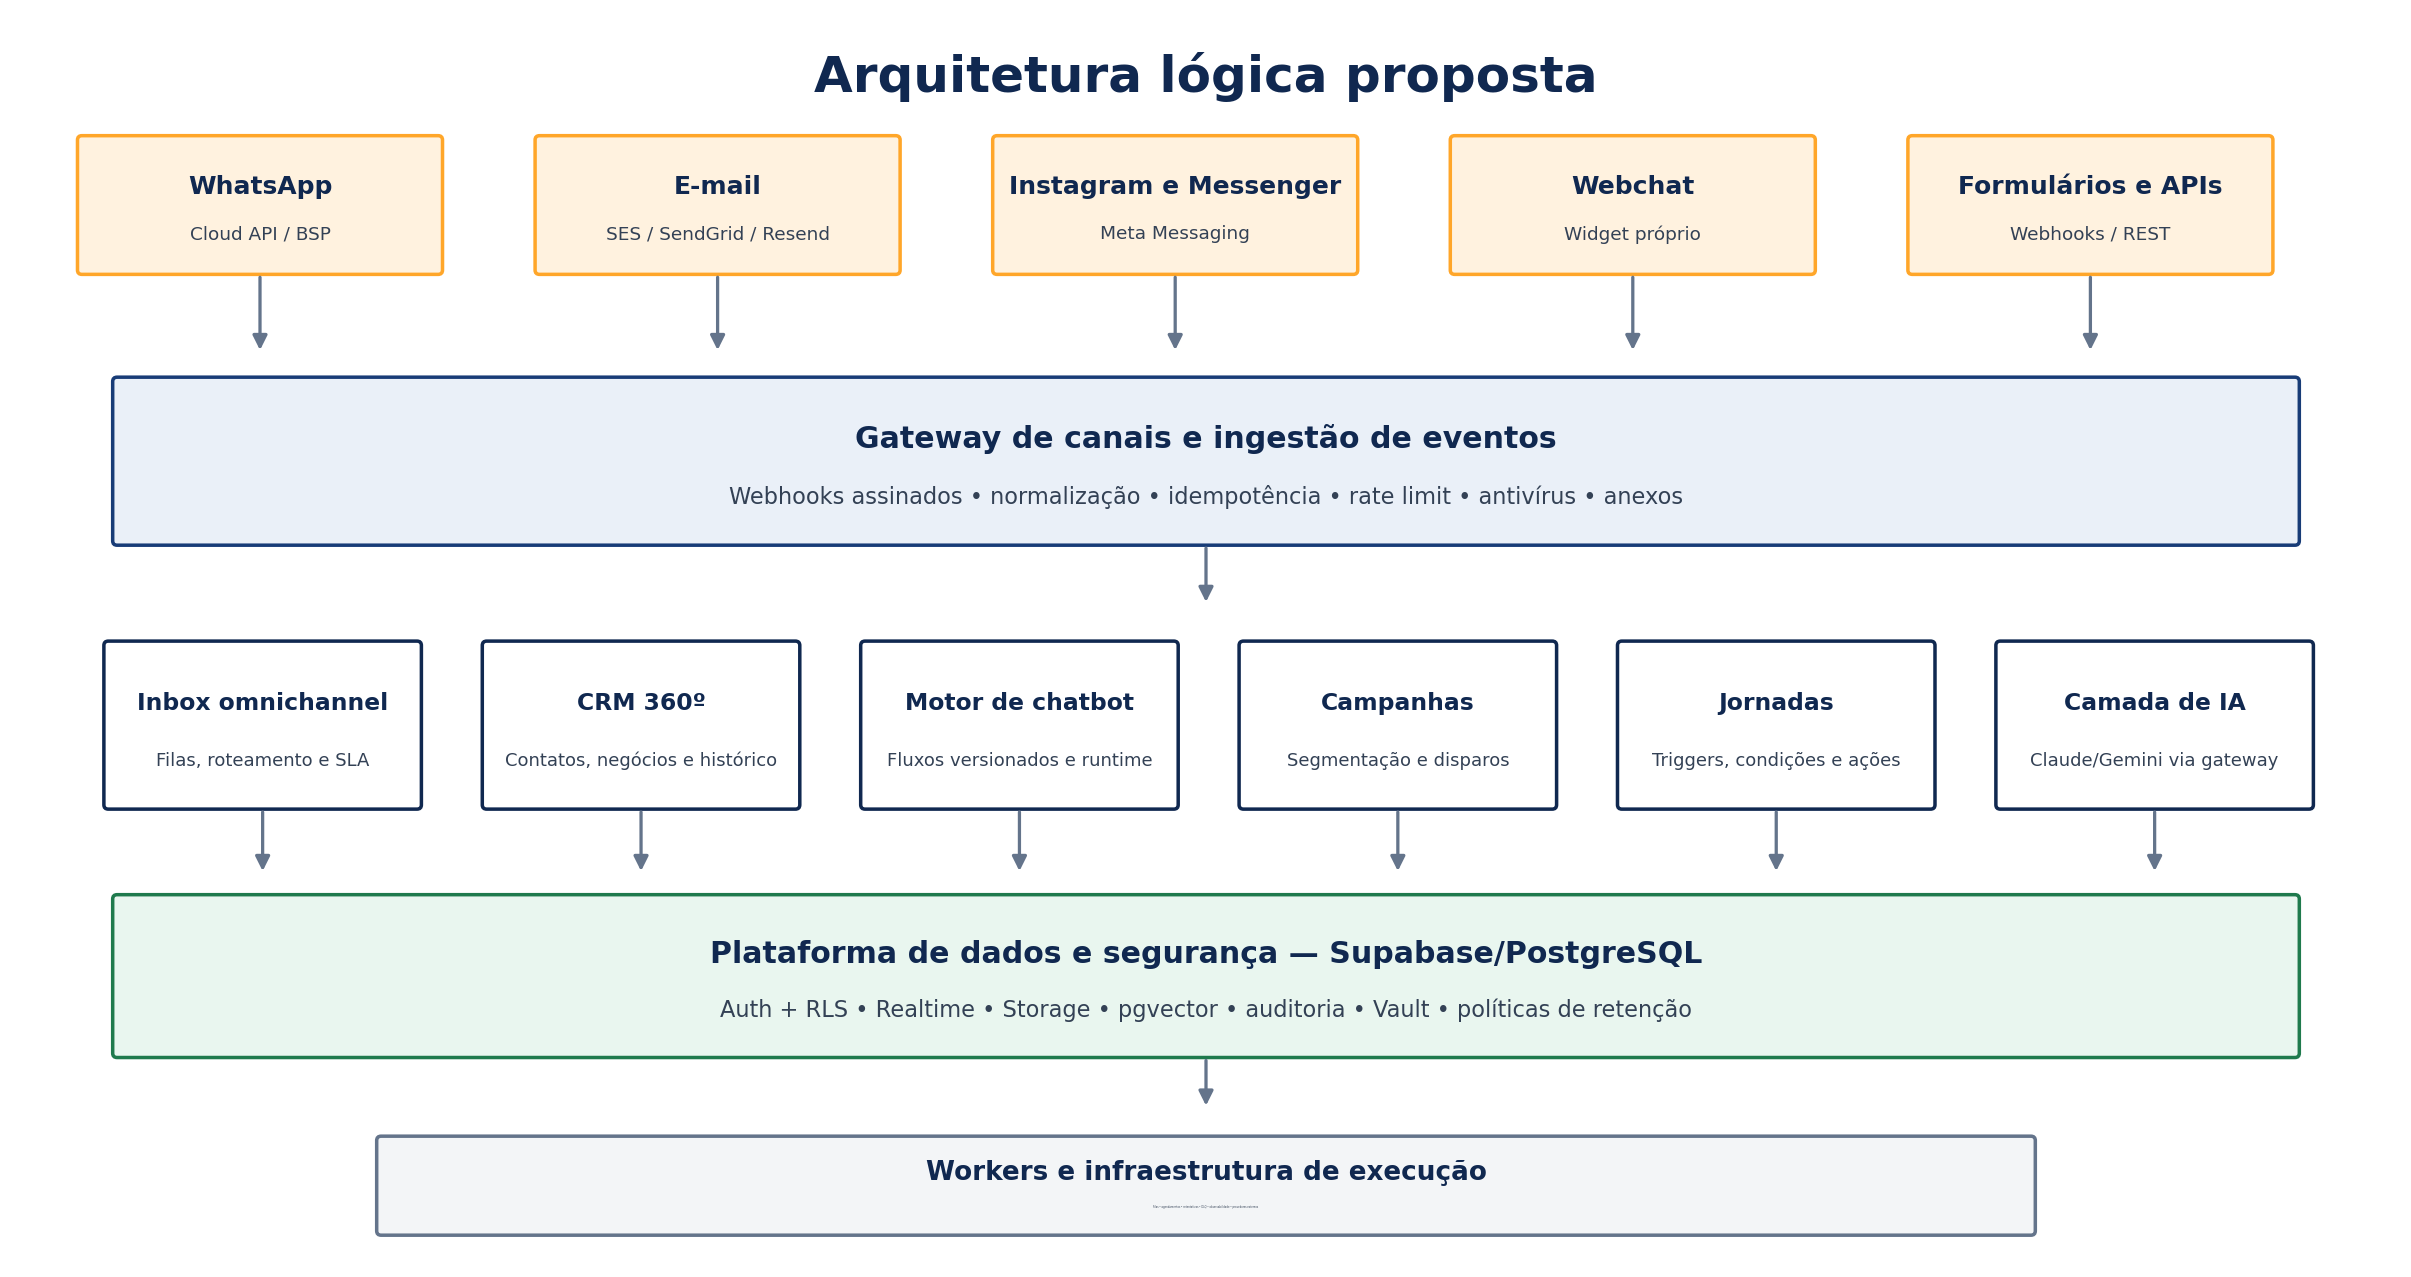 Arquitetura lógica proposta
WhatsApp
Cloud API / BSP
E-mail
SES / SendGrid / Resend
Instagram e Messenger
Meta Messaging
Webchat
Widget próprio
Formulários e APIs
Webhooks / REST
Gateway de canais e ingestão de eventos
Webhooks assinados • normalização • idempotência • rate limit • antivírus • anexos
Inbox omnichannel
Filas, roteamento e SLA
CRM 360º
Contatos, negócios e histórico
Motor de chatbot
Fluxos versionados e runtime
Campanhas
Segmentação e disparos
Jornadas
Triggers, condições e ações
Camada de IA
Claude/Gemini via gateway
Plataforma de dados e segurança — Supabase/PostgreSQL
Auth + RLS • Realtime • Storage • pgvector • auditoria • Vault • políticas de retenção
Workers e infraestrutura de execução